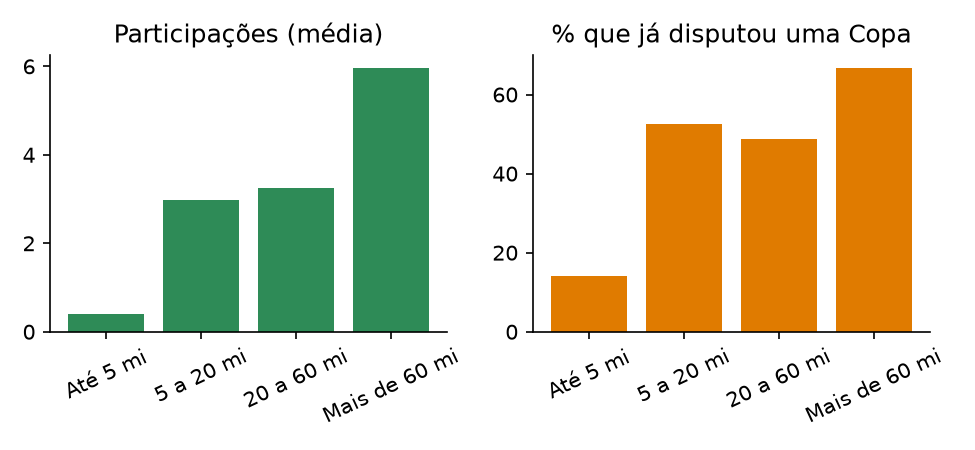 Participações (média)
6
4
2
0
Até 5 mi
5 a 20 mi
20 a 60 mi
Mais de 60 mi
% que já disputou uma Copa
60
40
20
0
Até 5 mi
5 a 20 mi
20 a 60 mi
Mais de 60 mi